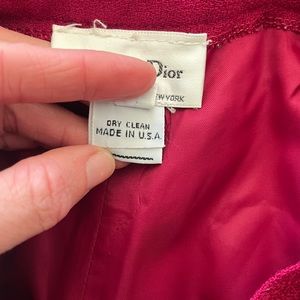 Dior
NEW YORK
DRY CLEAN
MADE IN U.S.A.